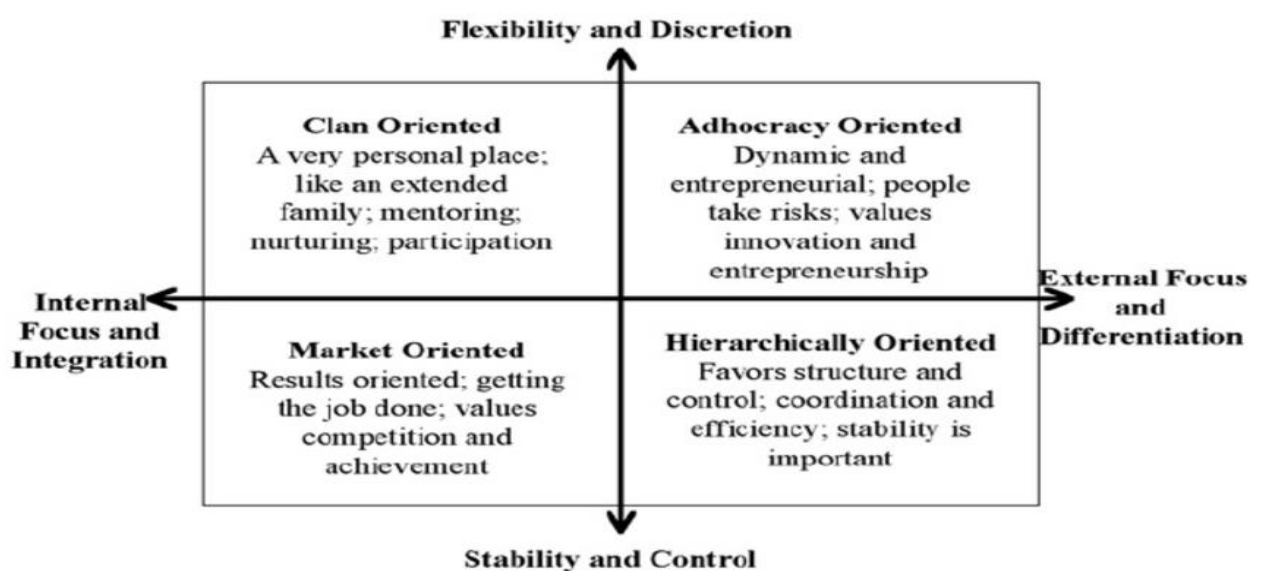 Flexibility and Discretion
Clan Oriented
A very personal place;
like an extended
family; mentoring;
nurturing; participation
Adhocracy Oriented
Dynamic and
entrepreneurial; people
take risks; values
innovation and
entrepreneurship
Internal
Focus and
Integration
External Focus
and
Differentiation
Market Oriented
Results oriented; getting
the job done; values
competition and
achievement
Hierarchically Oriented
Favors structure and
control; coordination and
efficiency; stability is
important
Stability and Control